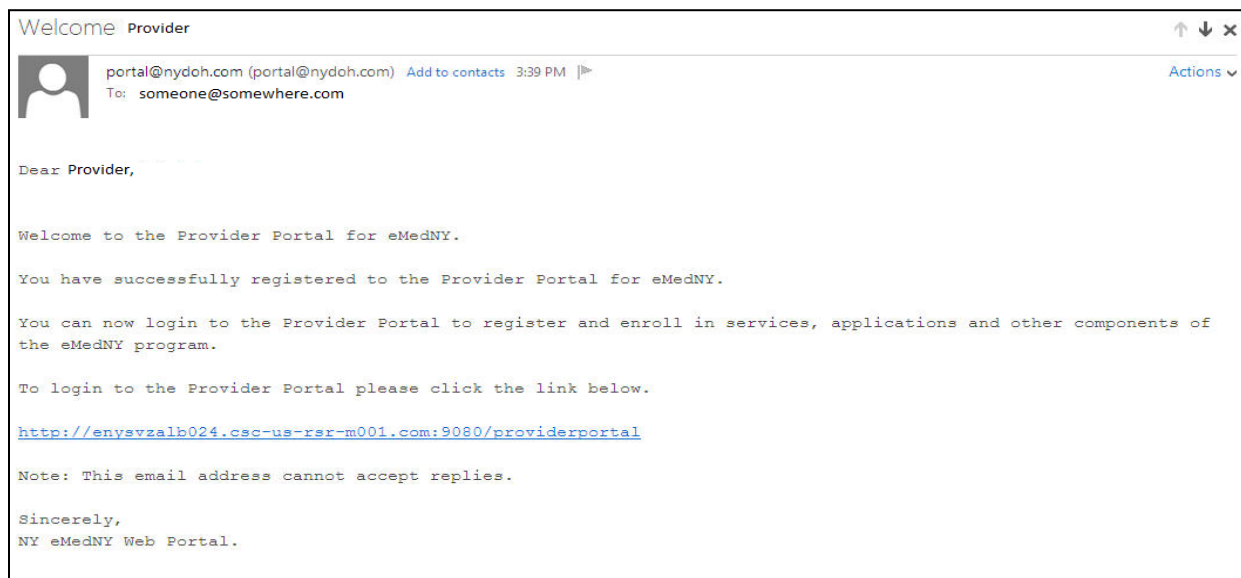 Welcome Provider
portal@nydoh.com (portal@nydoh.com) Add to contacts 3:39 PM
Actions
To: someone@somewhere.com
Dear Provider,
Welcome to the Provider Portal for eMedNY.
You have successfully registered to the Provider Portal for eMedNY.
You can now login to the Provider Portal to register and enroll in services, applications and other components of
the eMedNY program.
To login to the Provider Portal please click the link below.
http://enysvzalb024.csc-us-rsr-m001.com:9080/providerportal
Note: This email address cannot accept replies.
Sincerely,
NY eMedNY Web Portal.